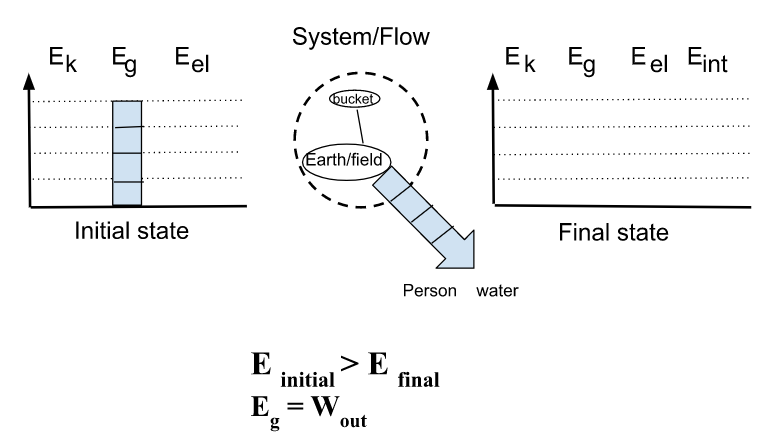 System/Flow
E k E g E el
E k E g E el E int
bucket
Earth/field
Initial state
Final state
Person water
E initial > E final
E g = W out